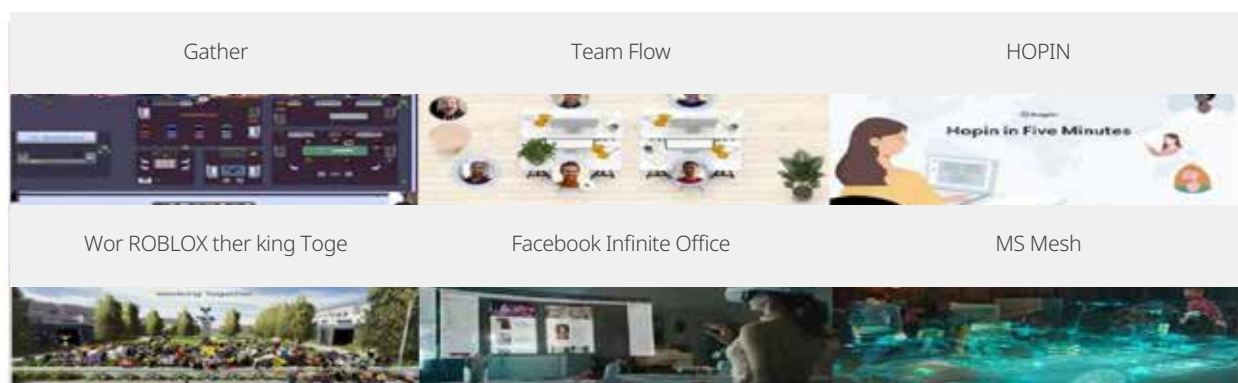 Gather
Team Flow
HOPIN
Hopin in Five Minutes
Wor ROBLOX ther king Toge
Facebook Infinite Office
MS Mesh